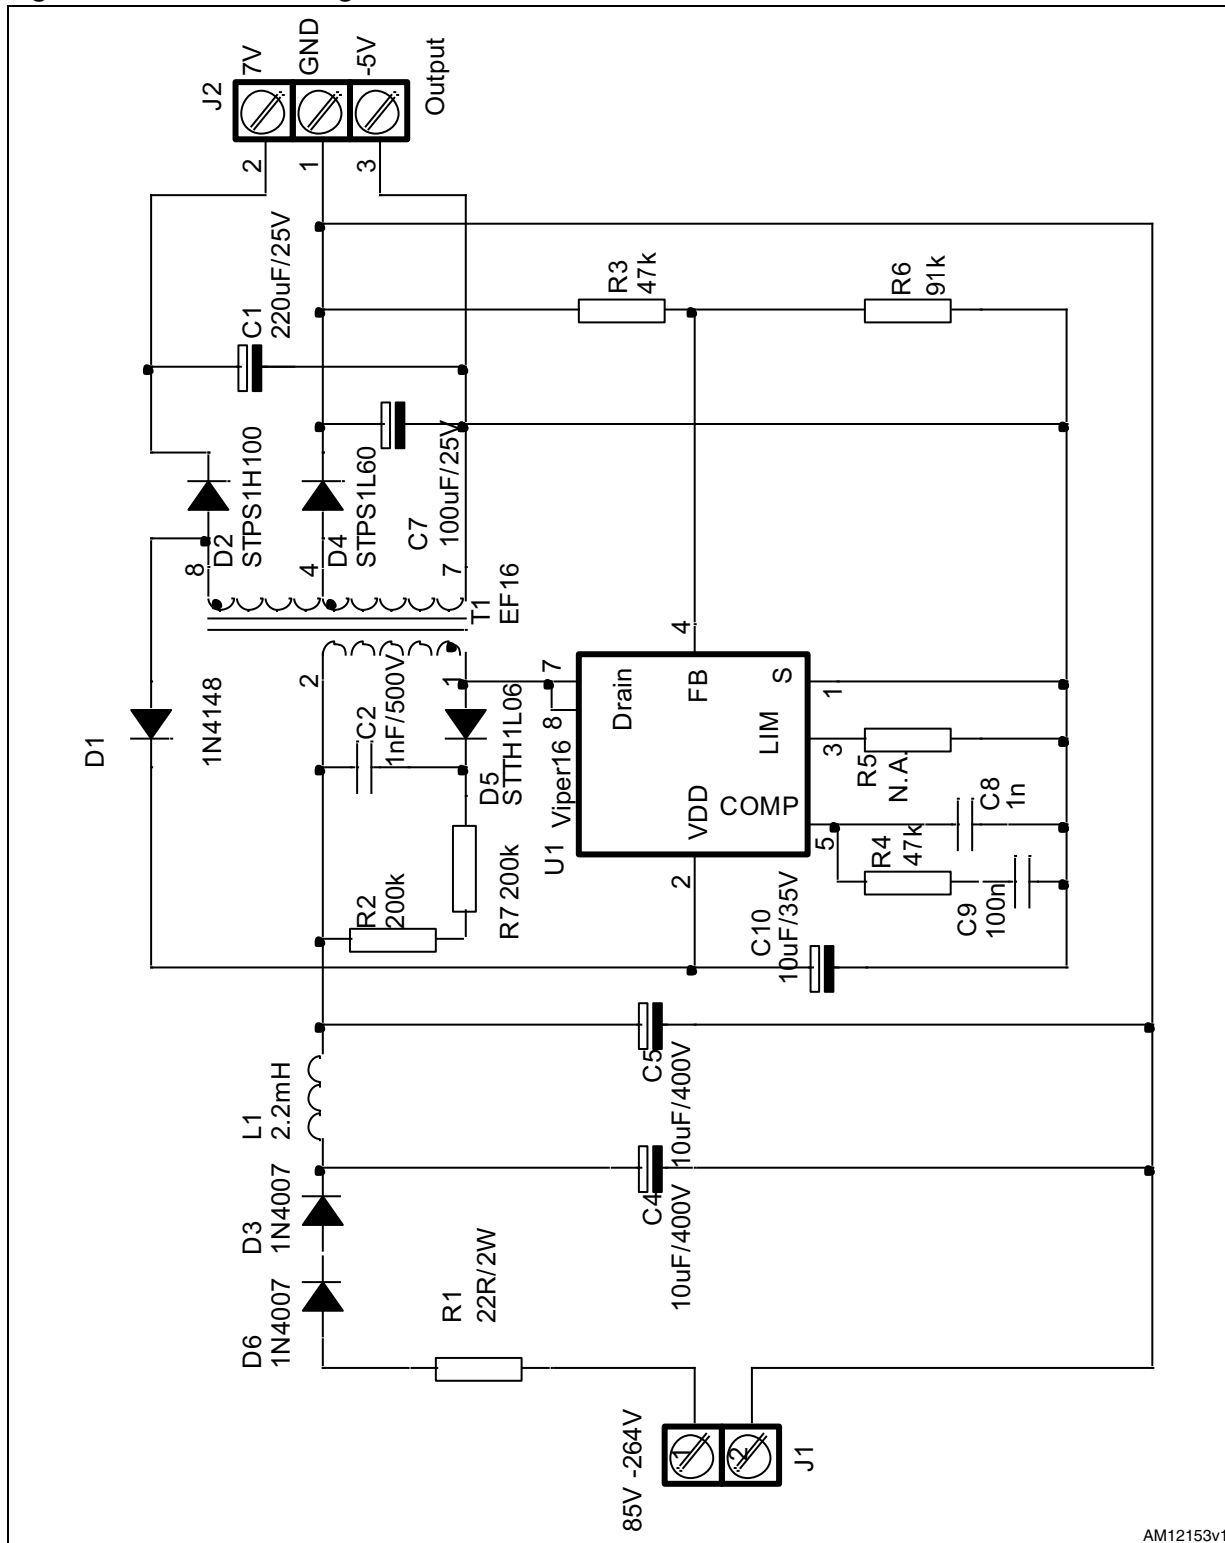 J2
7V
GND
-5V
Output
2
1
3
C1
220uF/25V
R3
47k
R6
91k
D2
STPS1H100
D4
STPS1L60
C7
100uF/25V
8
4
7
T1
EF16
D1
1N4148
2
1
C2
1nF/500V
D5
STTH1L06
R2
200k
R7 200k
U1 Viper16
7
8
4
Drain
FB
S
LIM
VDD
COMP
1
3
5
2
R5
N.A.
C8
1n
R4
47k
C9
100n
C10
10uF/35V
L1
2.2mH
C5
10uF/400V
C4
10uF/400V
D3
1N4007
D6
1N4007
R1
22R/2W
85V -264V
1
2
J1
AM12153v1